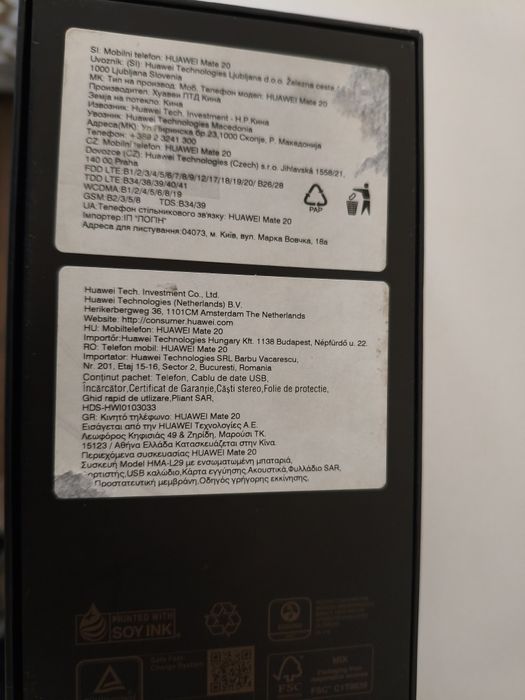 SI: Mobilni telefon: HUAWEI Mate 20
Uvoznik: (SI): Huawei Technologies Ljubljana d.o.o. Železna cesta
1000 Ljubljana Slovenia
MK: Тип на производ: Моб. Телефон модел: HUAWEI Mate 20
Производител: Хуавеи ПТД Кина
Земја на потекло: Кина
Извозник: Huawei Tech. Investment - Н.Р.Кина
Увозник: Huawei Technologies Macedonia
Адреса(МК): Ул. Пиринска бр.23,1000 Скопје, Р. Македонија
Телефон: +389 2 3241 300
CZ: Mobilní telefon: HUAWEI Mate 20
Dovozce (CZ): Huawei Technologies (Czech) s.r.o. Jihlavská 1558/21,
140 00 Praha
FDD LTE:B1/2/3/4/5/6/7/8/9/12/17/18/19/20/ B26/28
TDD LTE:B34/38/39/40/41
WCDMA:B1/2/4/5/6/8/19
GSM:B2/3/5/8 TDS:B34/39
UA:Телефон стільникового зв'язку: HUAWEI Mate 20
Імпортер:ІП "ЛОГІН"
Адреса для листування:04073, м. Київ, вул. Марка Вовчка, 18а
PAP
Huawei Tech. Investment Co., Ltd.
Huawei Technologies (Netherlands) B.V.
Herikerbergweg 36, 1101CM Amsterdam The Netherlands
Website: http://consumer.huawei.com
HU: Mobiltelefon: HUAWEI Mate 20
Importőr:Huawei Technologies Hungary Kft. 1138 Budapest, Népfürdő u. 22.
RO: Telefon mobil: HUAWEI Mate 20
Importator: Huawei Technologies SRL Barbu Vacarescu,
Nr. 201, Etaj 15-16, Sector 2, Bucuresti, Romania
Conținut pachet: Telefon, Cablu de date USB,
Încărcător,Certificat de Garanție,Căști stereo,Folie de protectie,
Ghid rapid de utlizare,Pliant SAR,
HDS-HWI0103033
GR: Κινητό τηλέφωνο: HUAWEI Mate 20
Εισάγεται από την HUAWEI Τεχνολογίες Α.Ε.
Λεωφόρος Κηφισίας 49 & Ζηρίδη, Μαρούσι ΤΚ.
15123 / Αθήνα Ελλάδα Κατασκευάζεται στην Κίνα.
Περιεχόμενα συσκευασίας HUAWEI Mate 20
Συσκευή Model HMA-L29 με ενσωματωμένη μπαταρία,
φορτιστής,USB καλώδιο,Κάρτα εγγύησης,Ακουστικά,Φυλλάδιο SAR,
Προστατευτική μεμβράνη,Οδηγός γρήγορης εκκίνησης.
PRINTED WITH
SOY INK
Safe Fast-
Charge System
FSC
MIX